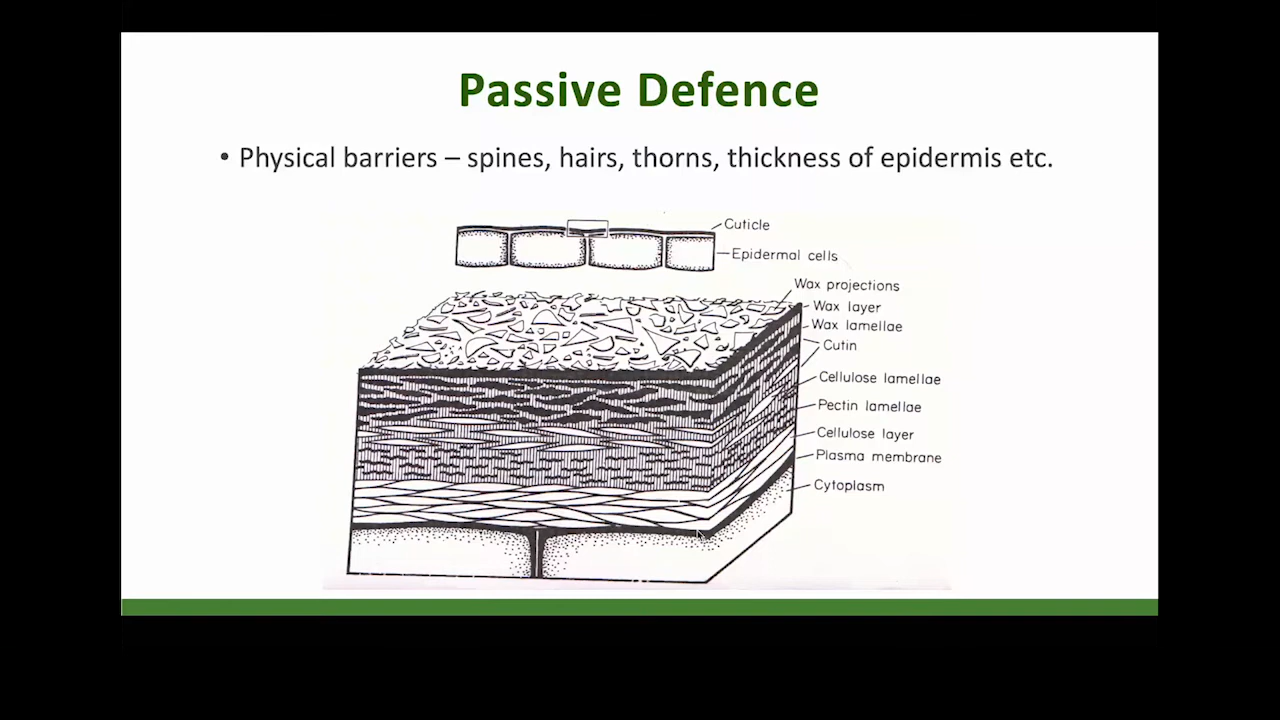 Passive Defence
• Physical barriers – spines, hairs, thorns, thickness of epidermis etc.
Cuticle
Epidermal cells
Wax projections
Wax layer
Wax lamellae
Cutin
Cellulose lamellae
Pectin lamellae
Cellulose layer
Plasma membrane
Cytoplasm